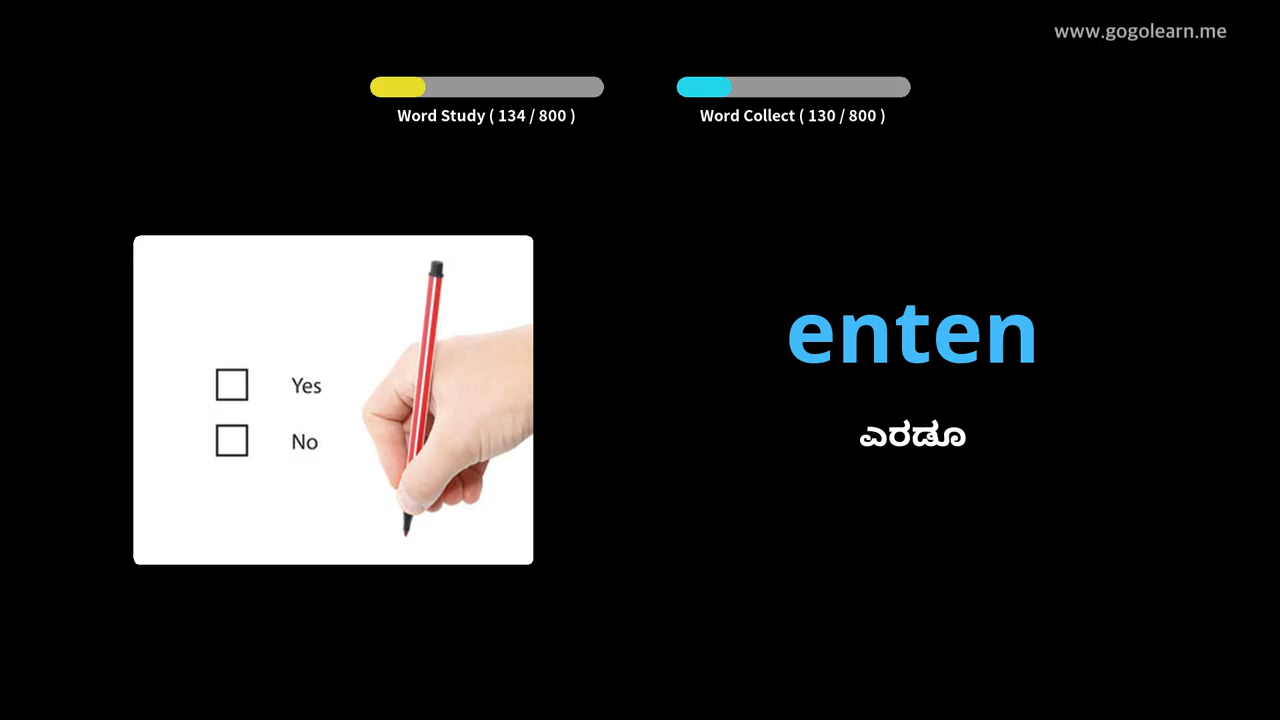 www.gogolearn.me
Word Study ( 134 / 800 )
Word Collect ( 130 / 800 )
Yes
No
enten
ಎರಡೂ